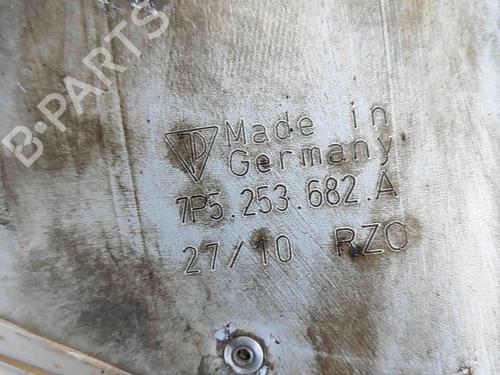 B-PARTS
Made in
Germany
7P5.253.682.A
27/10 RZO